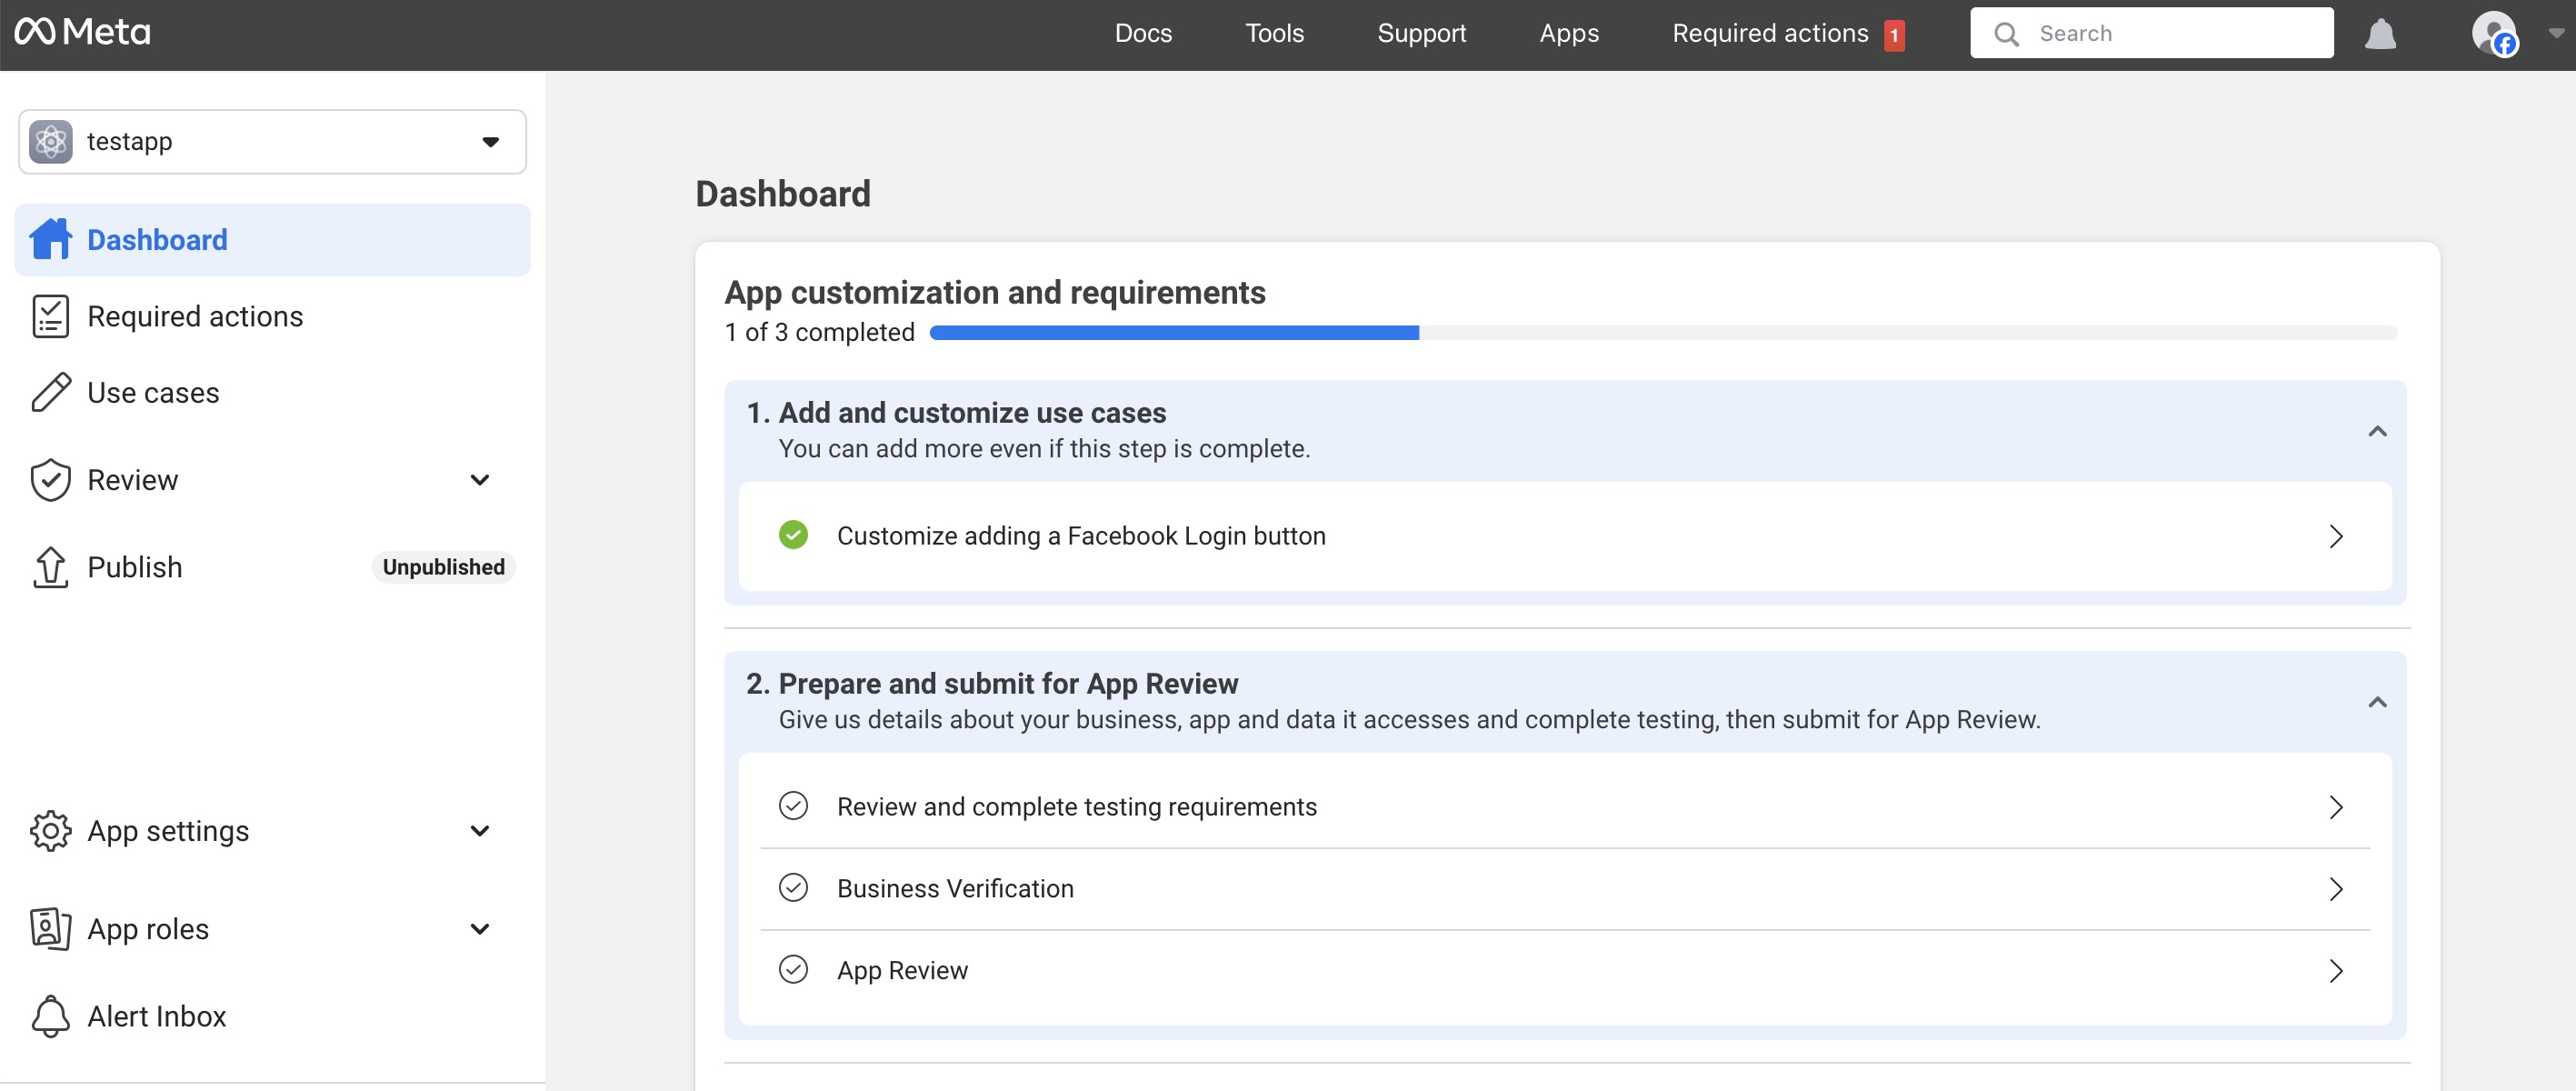 Meta
Docs
Tools
Support
Apps
Required actions 1
Search
testapp
Dashboard
Required actions
Use cases
Review
Publish
Unpublished
App settings
App roles
Alert Inbox
Dashboard
App customization and requirements
1 of 3 completed
1. Add and customize use cases
You can add more even if this step is complete.
Customize adding a Facebook Login button
2. Prepare and submit for App Review
Give us details about your business, app and data it accesses and complete testing, then submit for App Review.
Review and complete testing requirements
Business Verification
App Review